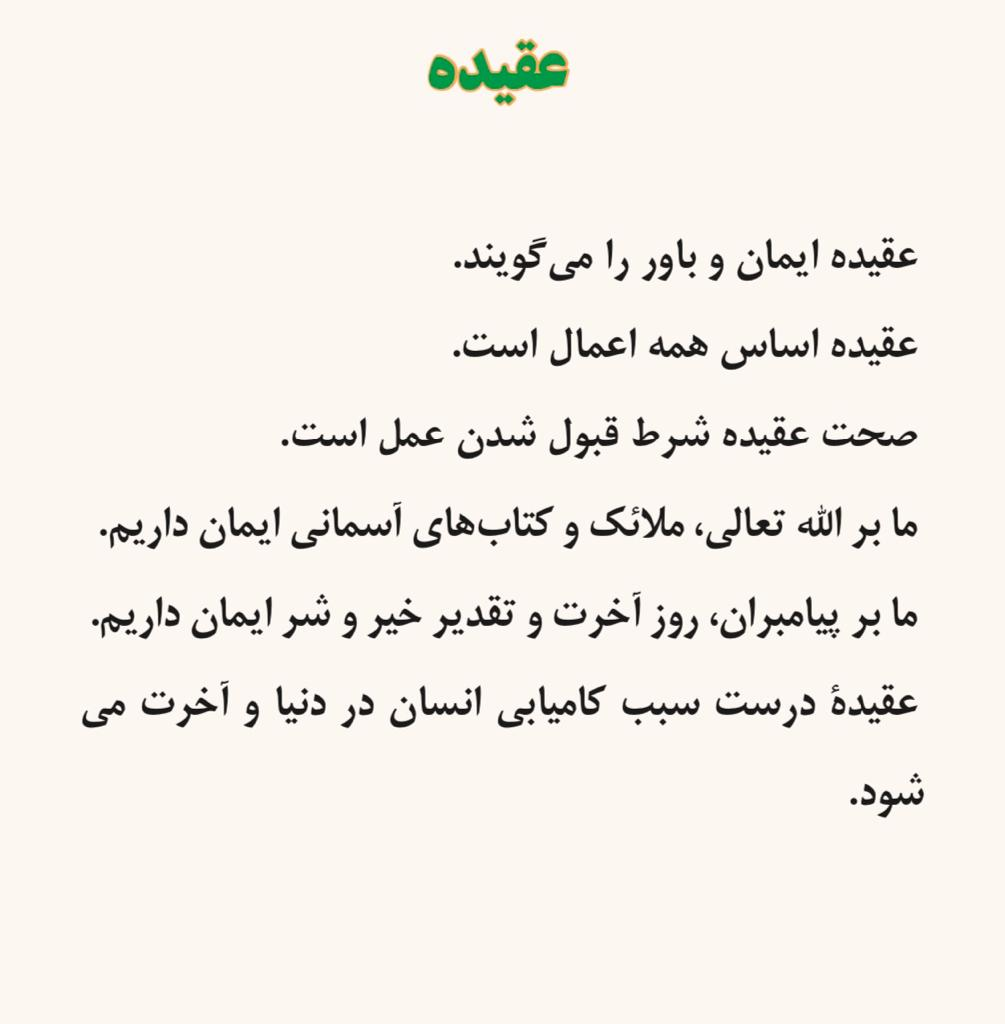 عقیده
عقیده ایمان و باور را می‌گویند.
عقیده اساس همه اعمال است.
صحت عقیده شرط قبول شدن عمل است.
ما بر الله تعالی، ملائک و کتاب‌های آسمانی ایمان داریم.
ما بر پیامبران، روز آخرت و تقدیر خیر و شر ایمان داریم.
عقیدۀ درست سبب کامیابی انسان در دنیا و آخرت می
شود.